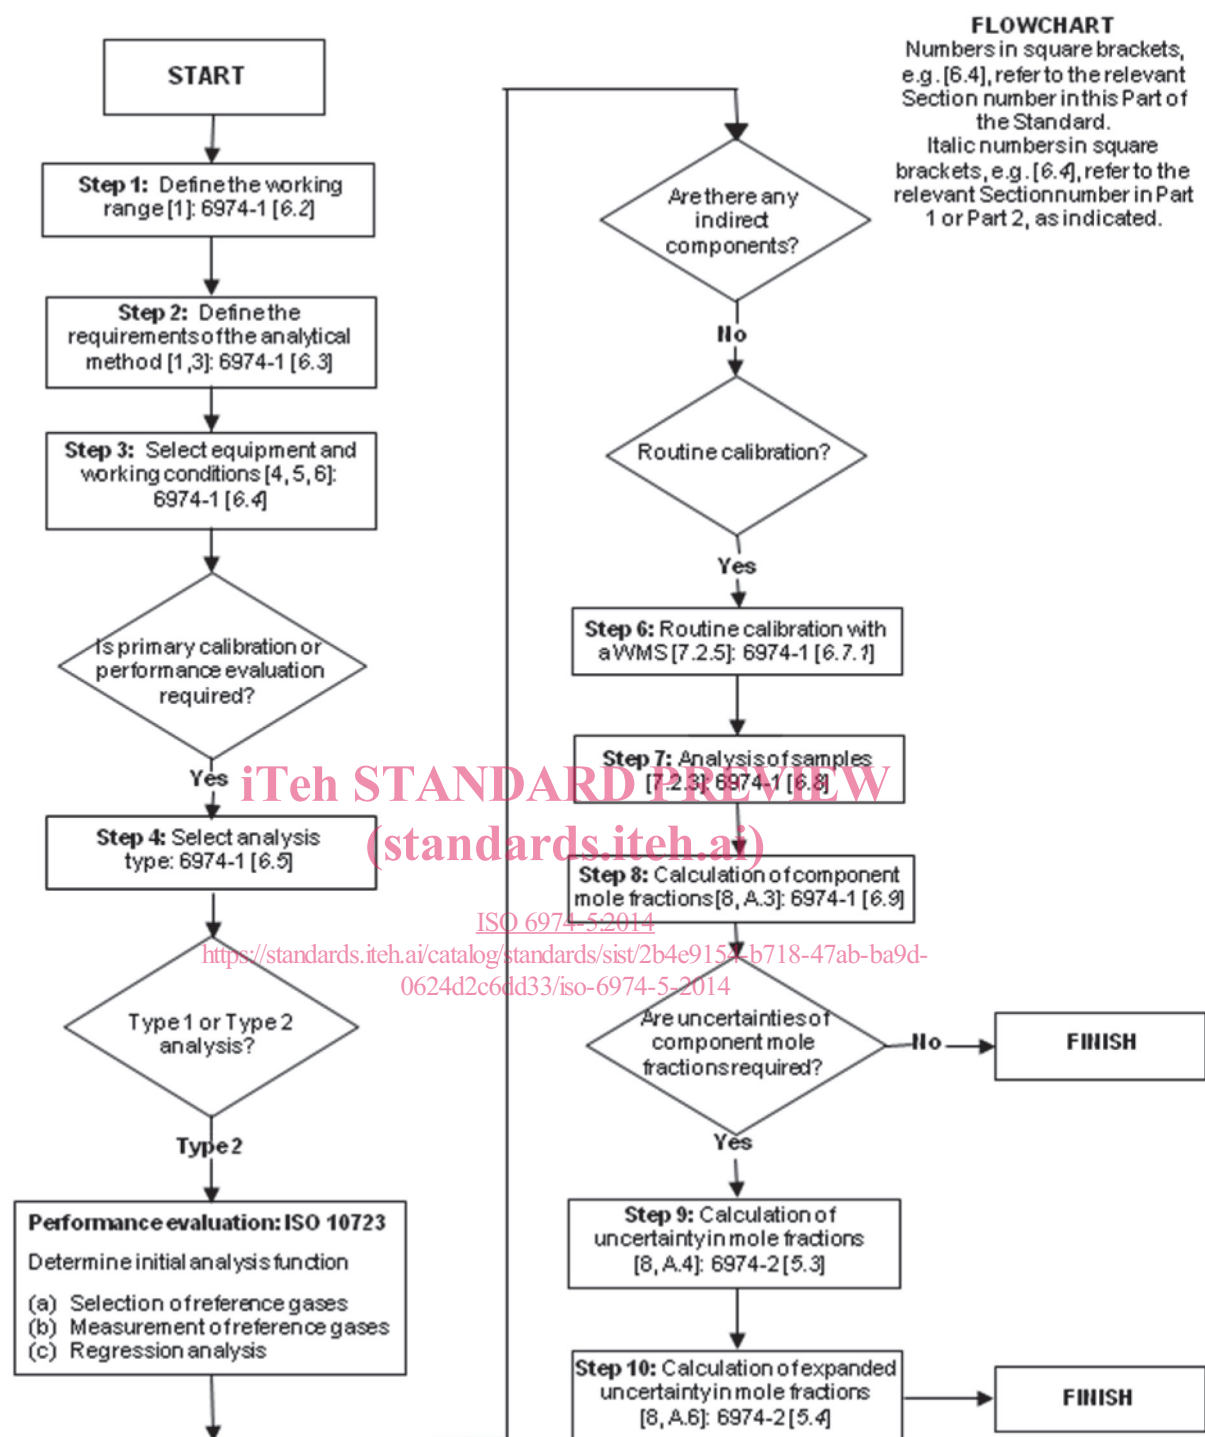 START
Step 1: Define the working
range [1]: 6974-1 [6.2]
Step 2: Define the
requirements of the analytical
method [1,3]: 6974-1 [6.3]
Step 3: Select equipment and
working conditions [4, 5, 6]:
6974-1 [6.4]
Is primary calibration or
performance evaluation
required?
Yes
Step 4: Select analysis
type: 6974-1 [6.5]
Type 1 or Type 2
analysis?
Type 2
Performance evaluation: ISO 10723
Determine initial analysis function
(a) Selection of reference gases
(b) Measurement of reference gases
(c) Regression analysis
FLOWCHART
Numbers in square brackets,
e.g. [6.4], refer to the relevant
Section number in this Part of
the Standard.
Italic numbers in square
brackets, e.g. [6.4], refer to the
relevant Section number in Part
1 or Part 2, as indicated.
Are there any
indirect
components?
No
Routine calibration?
Yes
Step 6: Routine calibration with
a WMS [7.2.5]: 6974-1 [6.7.1]
Step 7: Analysis of samples
[7.2.3]: 6974-1 [6.8]
Step 8: Calculation of component
mole fractions [8, A.3]: 6974-1 [6.9]
Are uncertainties of
component mole
fractions required?
No
FINISH
Yes
Step 9: Calculation of
uncertainty in mole fractions
[8, A.4]: 6974-2 [5.3]
Step 10: Calculation of expanded
uncertainty in mole fractions
[8, A.6]: 6974-2 [5.4]
FINISH
iTeh STANDARD PREVIEW
(standards.iteh.ai)
ISO 6974-5:2014
https://standards.iteh.ai/catalog/standards/sist/2b4e9154-b718-47ab-ba9d-
0624d2c6dd33/iso-6974-5-2014